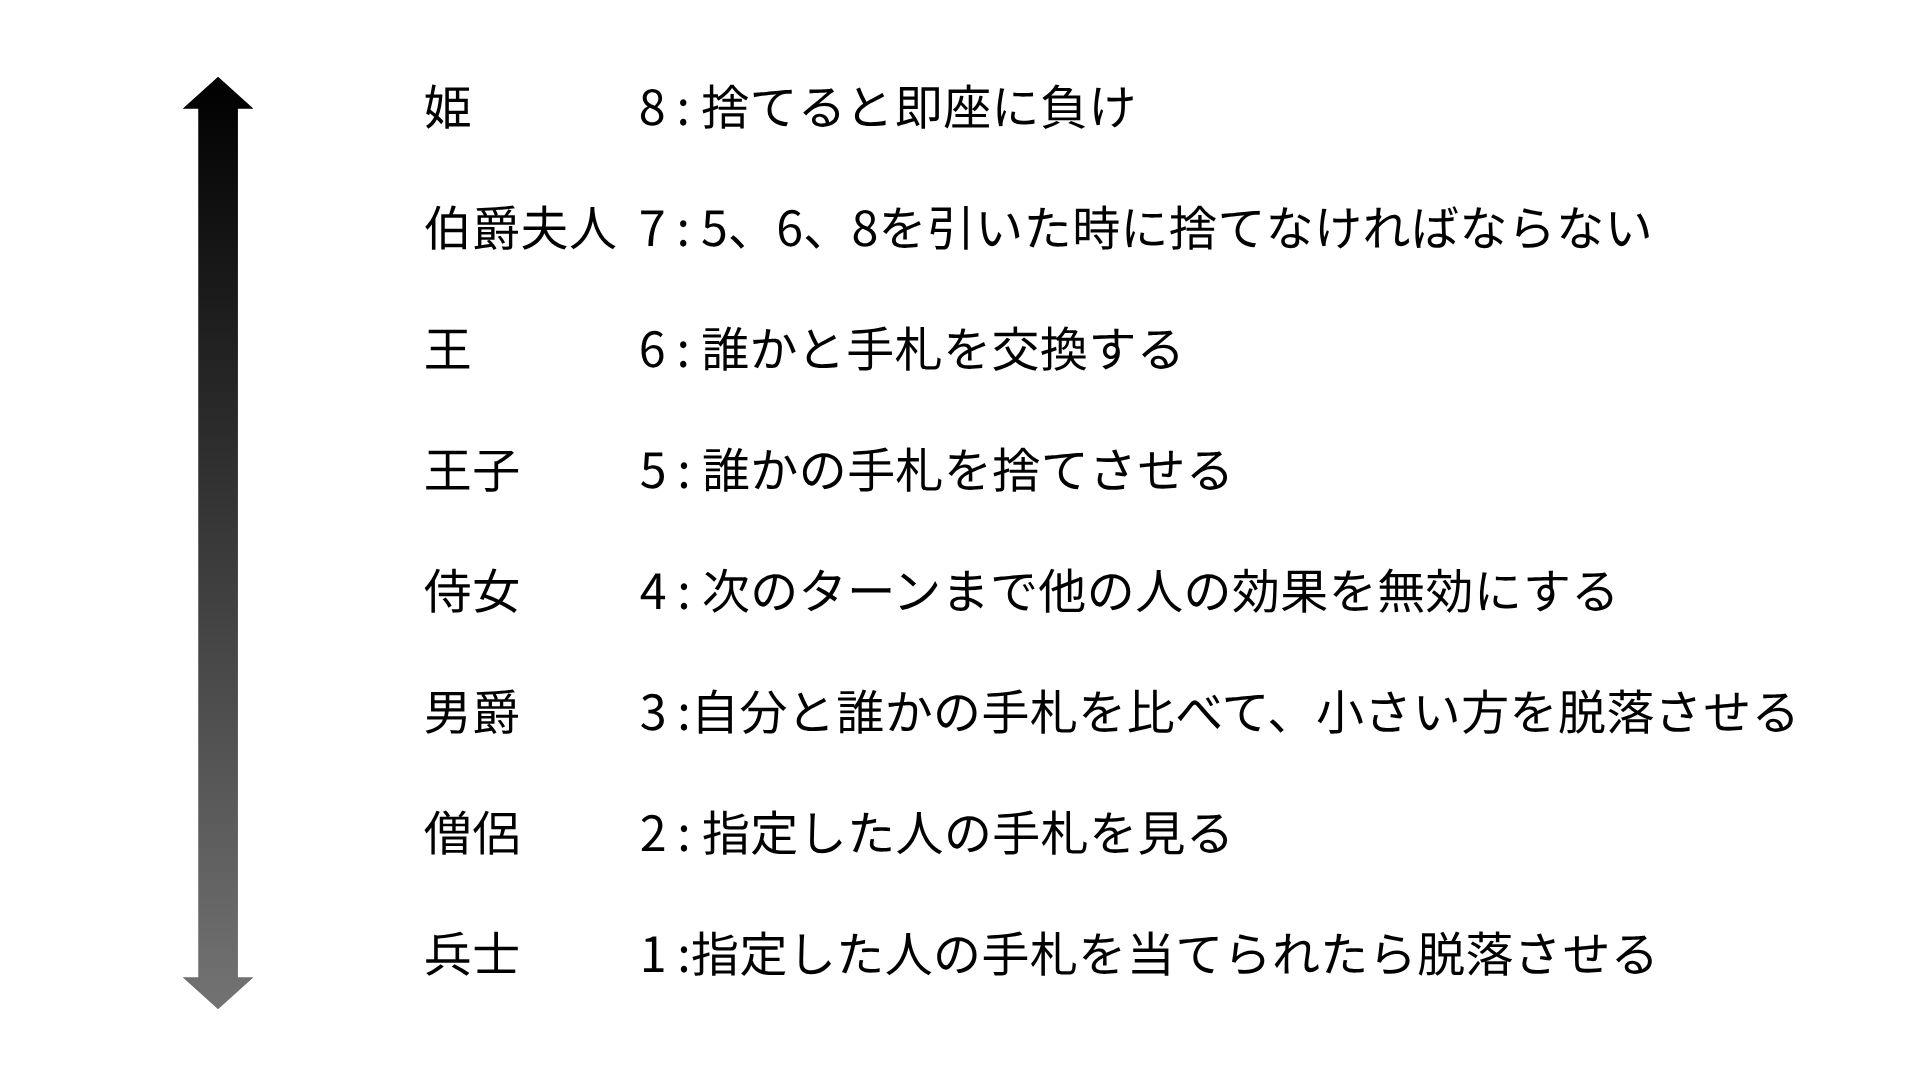 姫 8 : 捨てると即座に負け
伯爵夫人 7 : 5、6、8を引いた時に捨てなければならない
王 6 : 誰かと手札を交換する
王子 5 : 誰かの手札を捨てさせる
侍女 4 : 次のターンまで他の人の効果を無効にする
男爵 3 :自分と誰かの手札を比べて、小さい方を脱落させる
僧侶 2 : 指定した人の手札を見る
兵士 1 :指定した人の手札を当てられたら脱落させる